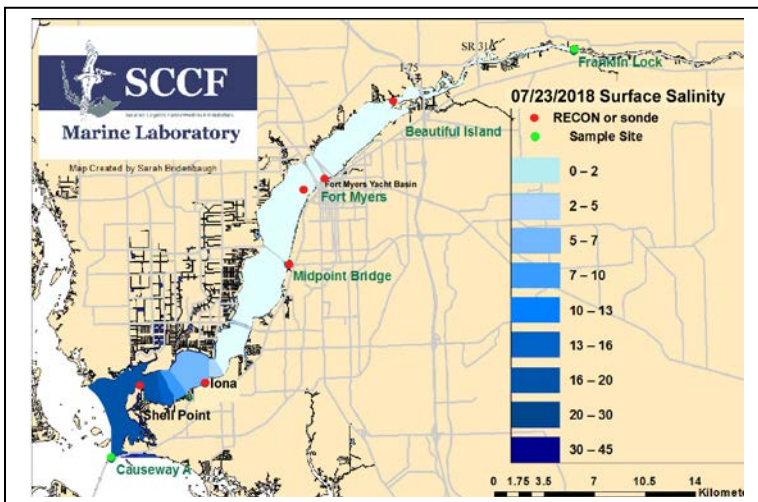 SCCF
Marine Laboratory
Map Created by Sarah Bridenbaugh
SR 31
I-75
Franklin Lock
07/23/2018 Surface Salinity
RECON or sonde
Sample Site
0 – 2
2 – 5
5 – 7
7 – 10
10 – 13
13 – 16
16 – 20
20 – 30
30 – 45
Beautiful Island
Fort Myers Yacht Basin
Fort Myers
Midpoint Bridge
Iona
Shell Point
Causeway A
0 1.75 3.5 7 10.5 14
Kilomete